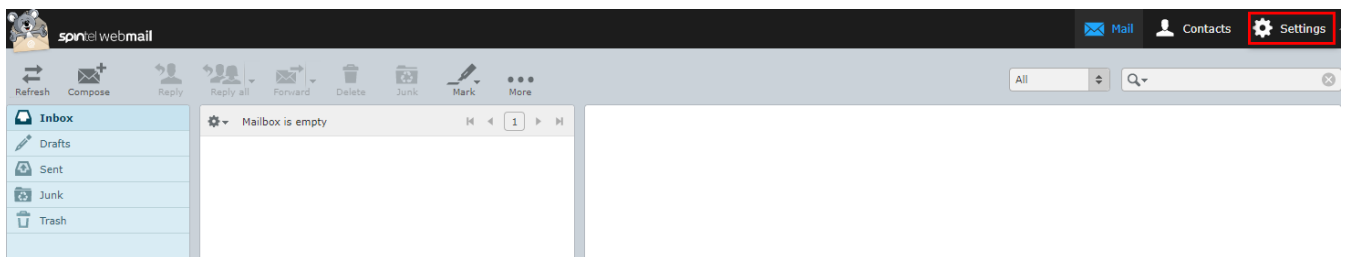 spintel webmail
Mail Contacts Settings
Refresh Compose Reply Reply all Forward Delete Junk Mark More All
Inbox
Mailbox is empty 1
Drafts
Sent
Junk
Trash